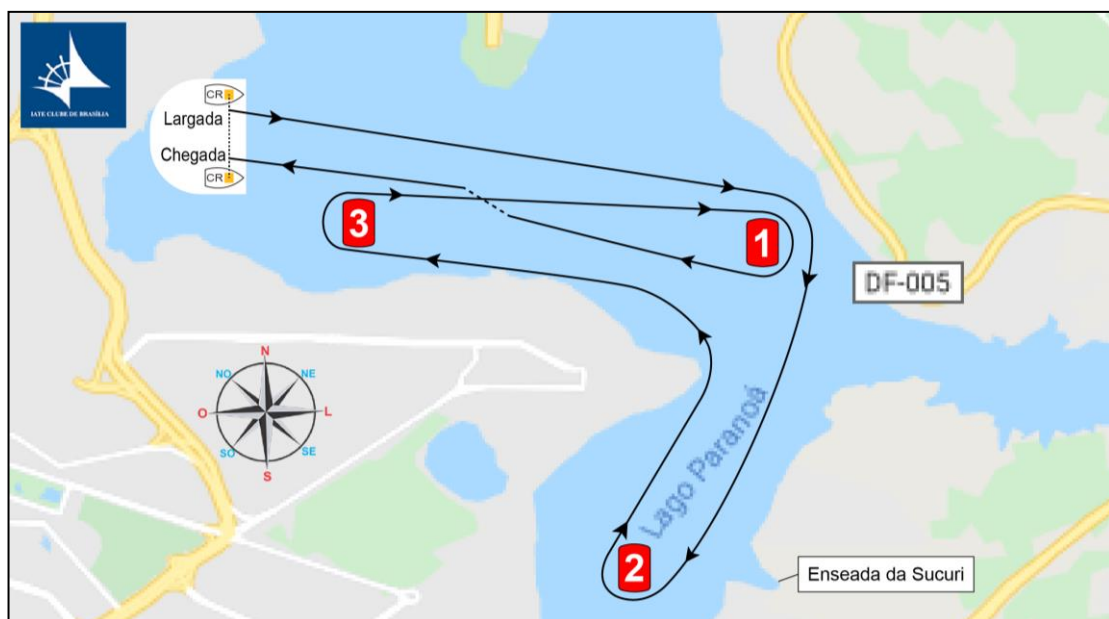 IATE CLUBE DE BRASÍLIA
CR
Largada
Chegada
CR
3
1
DF-005
N
NO
NE
O
L
SO
SE
S
Lago Paranoá
2
Enseada da Sucuri